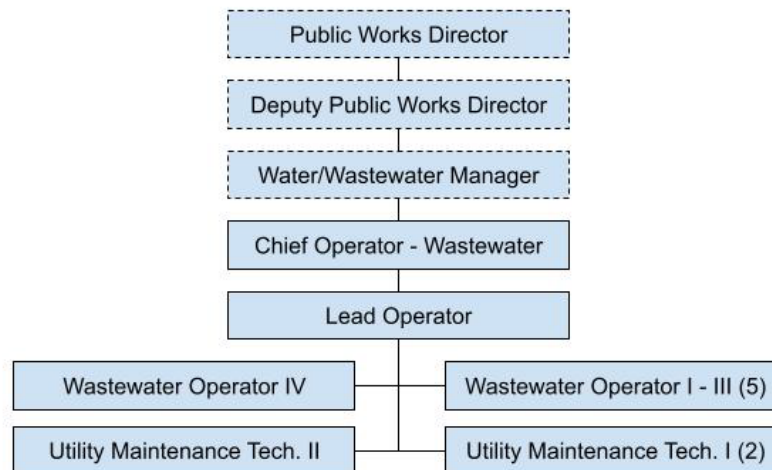 Public Works Director
Deputy Public Works Director
Water/Wastewater Manager
Chief Operator - Wastewater
Lead Operator
Wastewater Operator IV
Wastewater Operator I - III (5)
Utility Maintenance Tech. II
Utility Maintenance Tech. I (2)